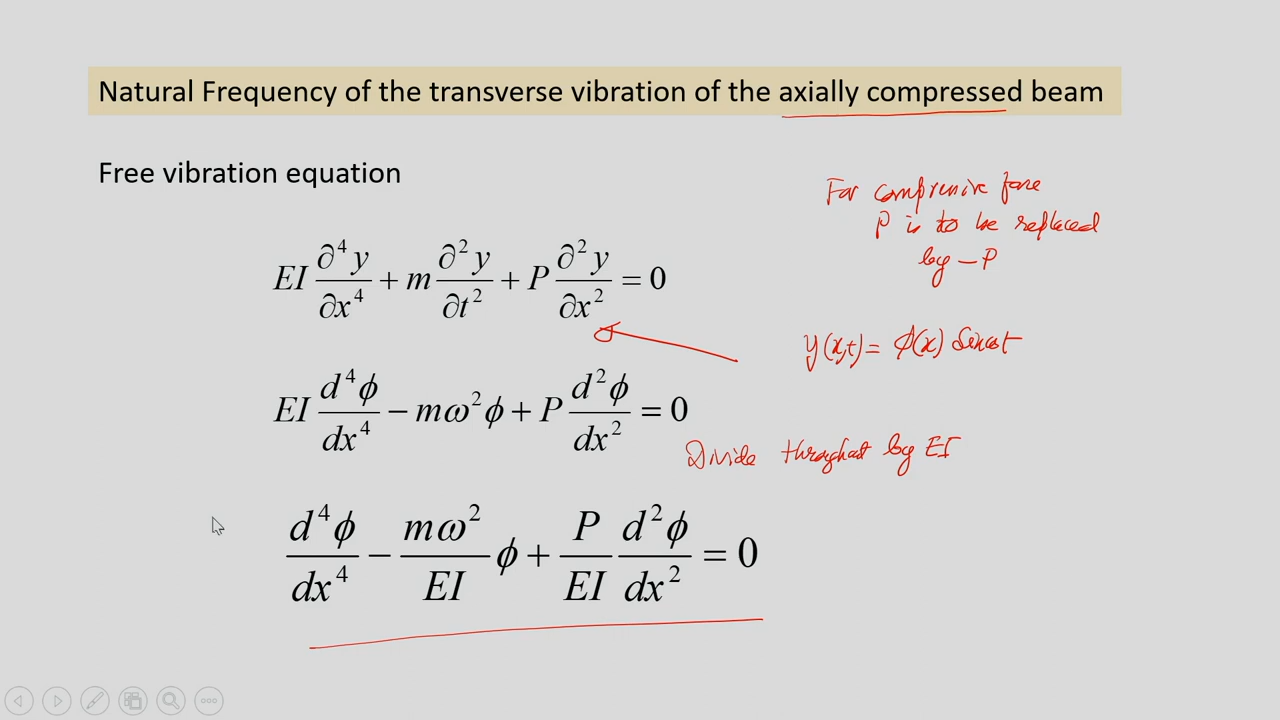 Natural Frequency of the transverse vibration of the axially compressed beam
Free vibration equation
For compressive force
P is to be replaced
by – P
EI ∂⁴y/∂x⁴ + m ∂²y/∂t² + P ∂²y/∂x² = 0
y(x,t) = ϕ(x) Sinωt
EI d⁴ϕ/dx⁴ − mω²ϕ + P d²ϕ/dx² = 0
Divide throughout by EI
d⁴ϕ/dx⁴ − mω²/EI ϕ + P/EI d²ϕ/dx² = 0